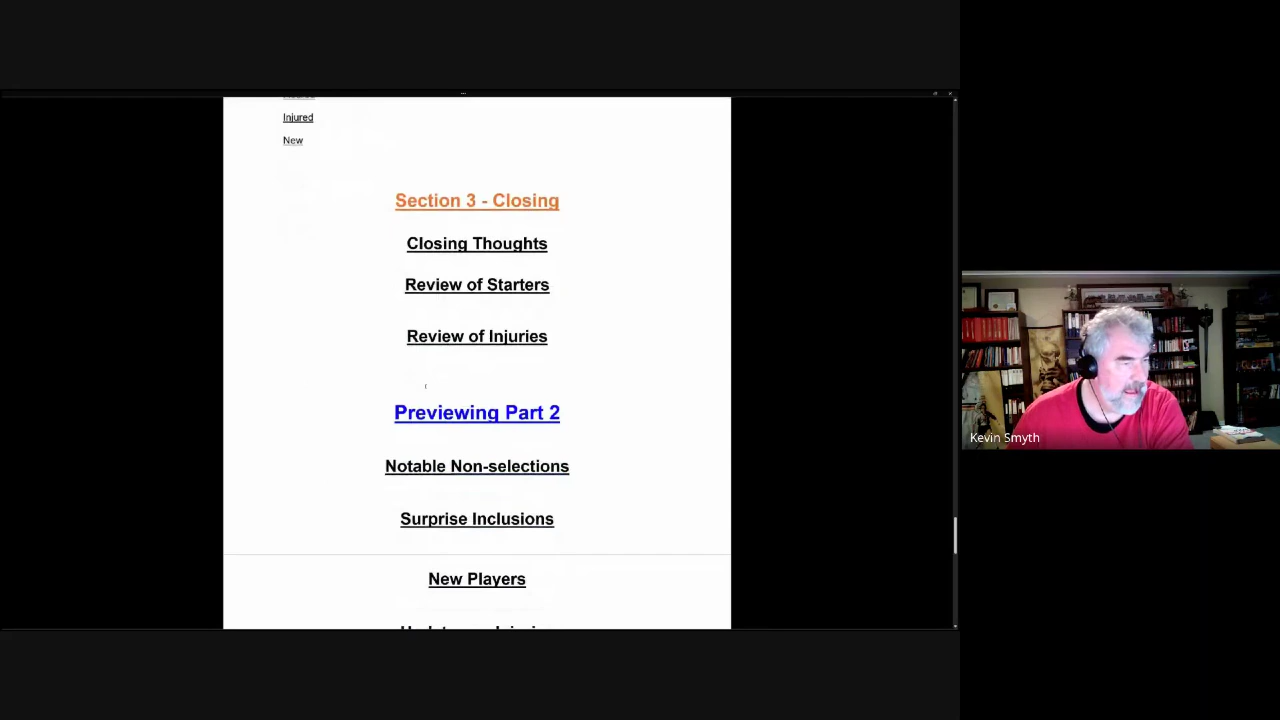 Injured
New
Section 3 - Closing
Closing Thoughts
Review of Starters
Review of Injuries
Previewing Part 2
Notable Non-selections
Surprise Inclusions
New Players
Kevin Smyth